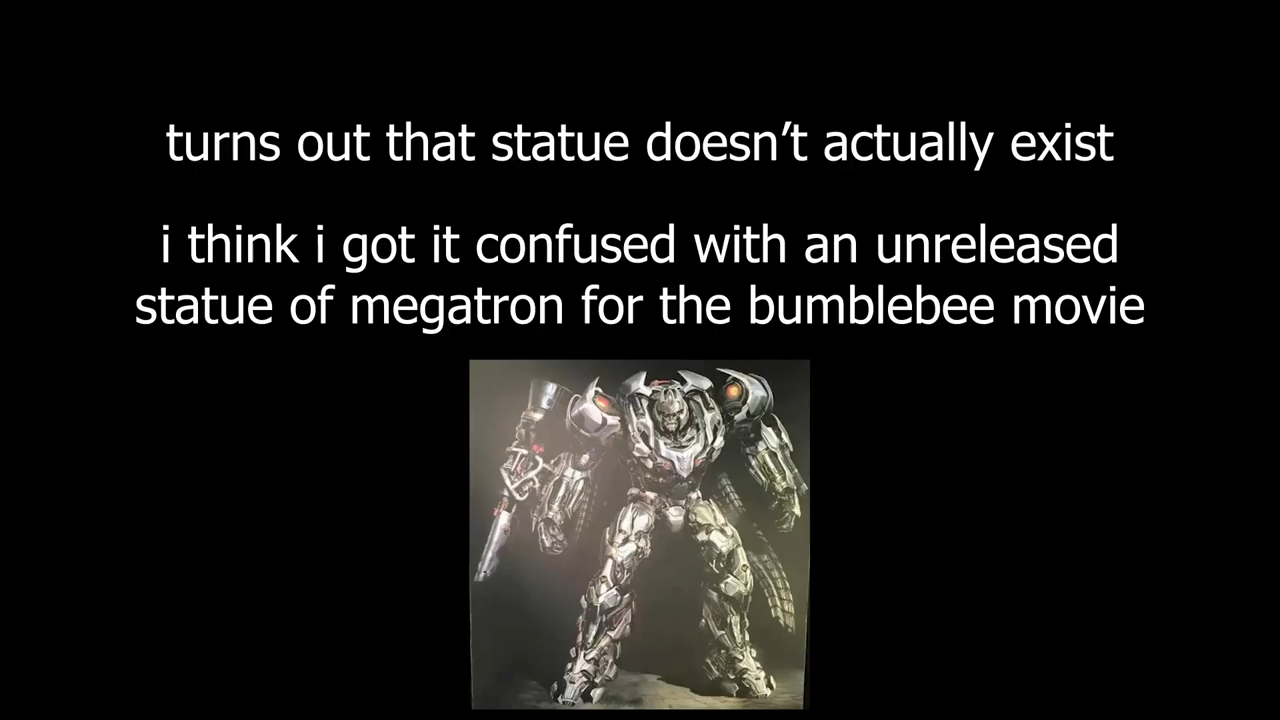 turns out that statue doesn’t actually exist
i think i got it confused with an unreleased
statue of megatron for the bumblebee movie